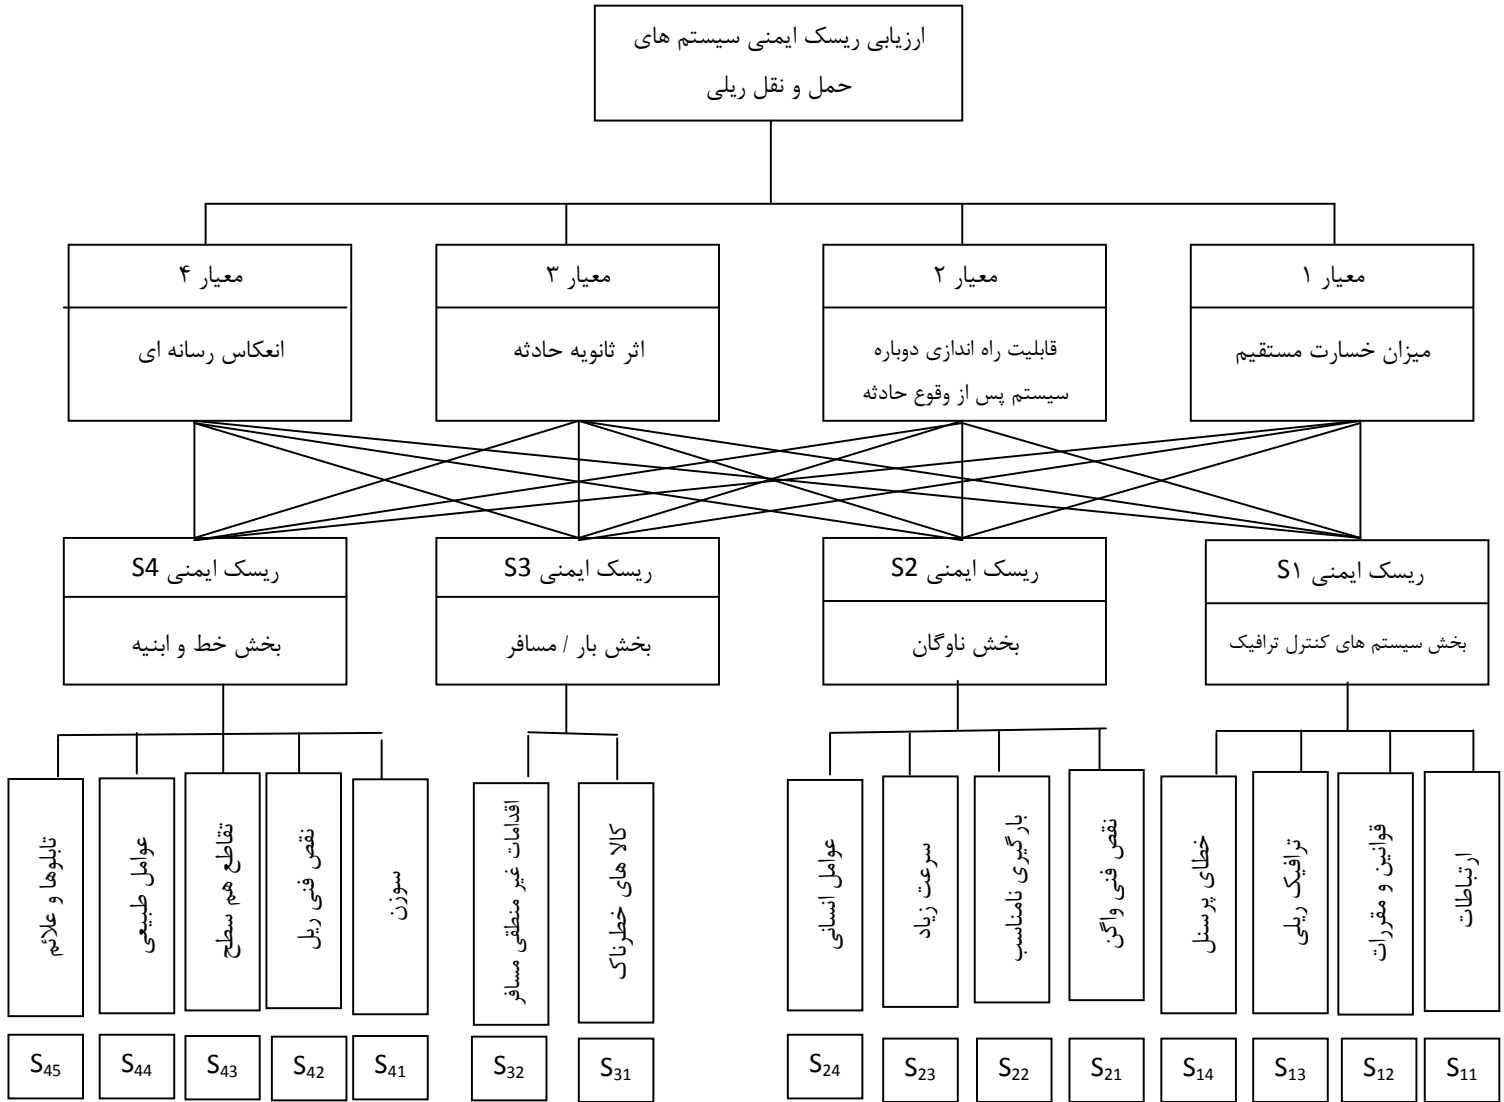 ارزیابی ریسک ایمنی سیستم های
حمل و نقل ریلی
معیار ۱
میزان خسارت مستقیم
معیار ۲
قابلیت راه اندازی دوباره
سیستم پس از وقوع حادثه
معیار ۳
اثر ثانویه حادثه
معیار ۴
انعکاس رسانه ای
ریسک ایمنی S۱
بخش سیستم های کنترل ترافیک
ریسک ایمنی S2
بخش ناوگان
ریسک ایمنی S3
بخش بار / مسافر
ریسک ایمنی S4
بخش خط و ابنیه
ارتباطات
قوانین و مقررات
ترافیک ریلی
خطای پرسنل
نقص فنی واگن
بارگیری نامناسب
سرعت زیاد
عوامل انسانی
کالا های خطرناک
اقدامات غیر منطقی مسافر
سوزن
نقص فنی ریل
تقاطع هم سطح
عوامل طبیعی
تابلوها و علائم
S₁₁
S₁₂
S₁₃
S₁₄
S₂₁
S₂₂
S₂₃
S₂₄
S₃₁
S₃₂
S₄₁
S₄₂
S₄₃
S₄₄
S₄₅